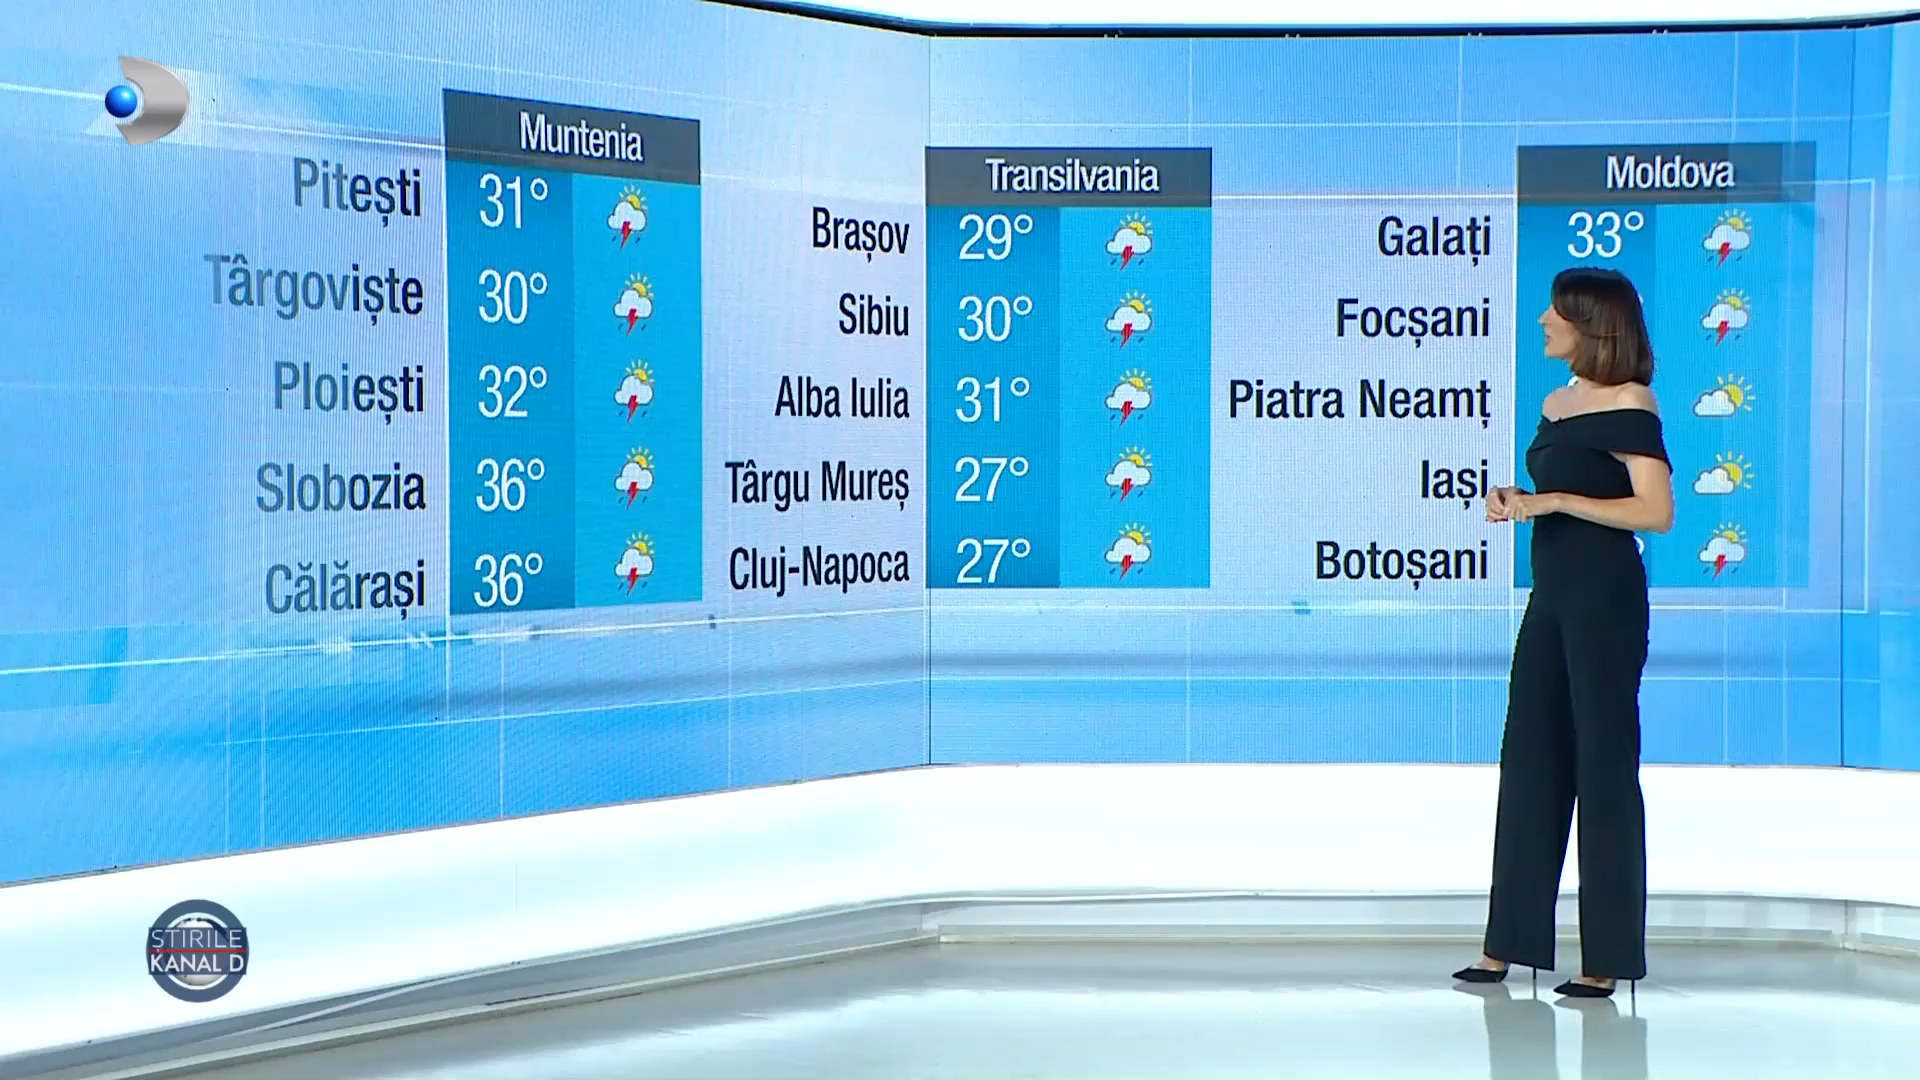 Muntenia
Pitești 31°
Târgoviște 30°
Ploiești 32°
Slobozia 36°
Călărași 36°
Transilvania
Brașov 29°
Sibiu 30°
Alba Iulia 31°
Târgu Mureș 27°
Cluj-Napoca 27°
Moldova
Galați 33°
Focșani
Piatra Neamț
Iași
Botoșani
ȘTIRILE
KANAL D